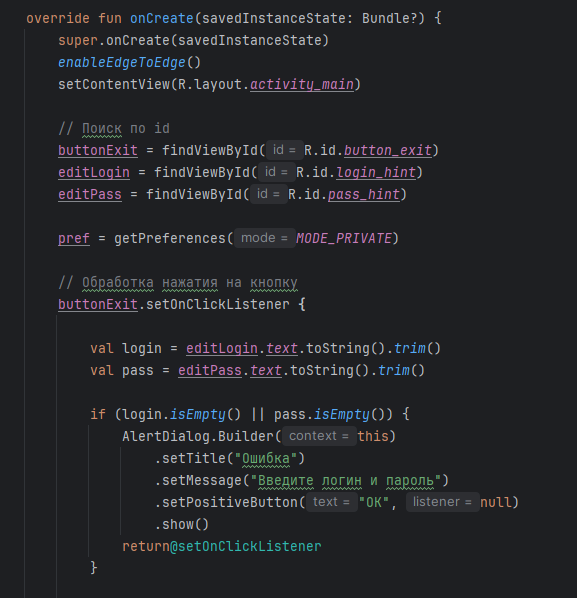 override fun onCreate(savedInstanceState: Bundle?) {
super.onCreate(savedInstanceState)
enableEdgeToEdge()
setContentView(R.layout.activity_main)
// Поиск по id
buttonExit = findViewById( id = R.id.button_exit)
editLogin = findViewById( id = R.id.login_hint)
editPass = findViewById( id = R.id.pass_hint)
pref = getPreferences( mode = MODE_PRIVATE)
// Обработка нажатия на кнопку
buttonExit.setOnClickListener {
val login = editLogin.text.toString().trim()
val pass = editPass.text.toString().trim()
if (login.isEmpty() || pass.isEmpty()) {
AlertDialog.Builder( context = this)
.setTitle("Ошибка")
.setMessage("Введите логин и пароль")
.setPositiveButton( text = "OK", listener = null)
.show()
return@setOnClickListener
}